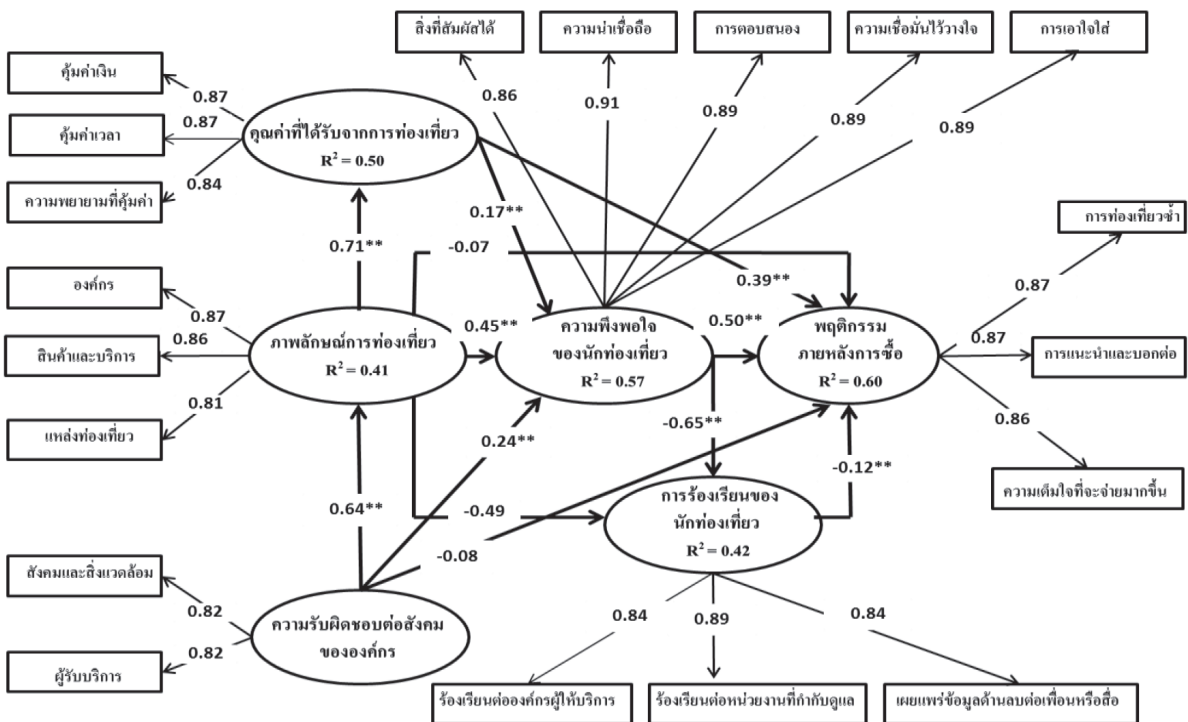 สิ่งที่สัมผัสได้
ความน่าเชื่อถือ
การตอบสนอง
ความเชื่อมั่นไว้วางใจ
การเอาใจใส่
คุ้มค่าเงิน
คุ้มค่าเวลา
ความพยายามที่คุ้มค่า
0.87
0.87
0.84
คุณค่าที่ได้รับจากการท่องเที่ยว
R² = 0.50
0.86
0.91
0.89
0.89
0.89
0.17**
0.71**
-0.07
0.39**
การท่องเที่ยวซ้ำ
องค์กร
สินค้าและบริการ
แหล่งท่องเที่ยว
0.87
0.86
0.81
ภาพลักษณ์การท่องเที่ยว
R² = 0.41
0.45**
ความพึงพอใจ
ของนักท่องเที่ยว
R² = 0.57
0.50**
พฤติกรรม
ภายหลังการซื้อ
R² = 0.60
0.87
0.87
0.86
การแนะนำและบอกต่อ
ความเต็มใจที่จะจ่ายมากขึ้น
0.24**
-0.65**
-0.12**
0.64**
-0.49
-0.08
การร้องเรียนของ
นักท่องเที่ยว
R² = 0.42
สังคมและสิ่งแวดล้อม
ผู้รับบริการ
0.82
0.82
ความรับผิดชอบต่อสังคม
ขององค์กร
0.84
0.89
0.84
ร้องเรียนต่อองค์กรผู้ให้บริการ
ร้องเรียนต่อหน่วยงานที่กำกับดูแล
เผยแพร่ข้อมูลด้านลบต่อเพื่อนหรือสื่อ